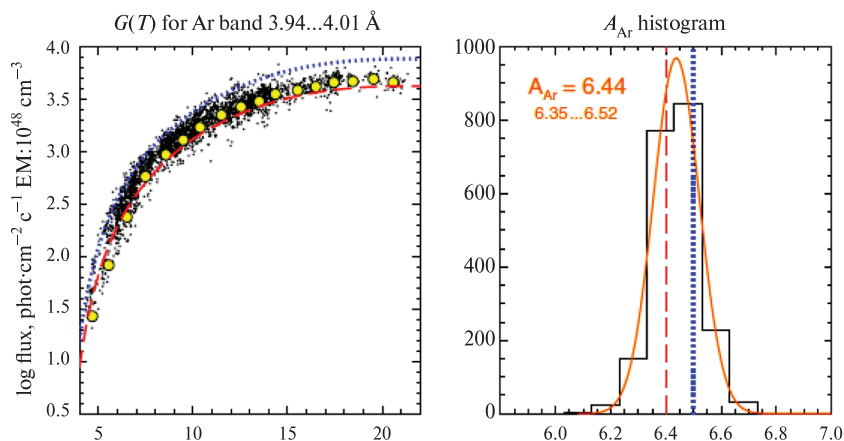 G(T) for Ar band 3.94...4.01 Å
log flux, phot·cm⁻² c⁻¹ EM:10⁴⁸ cm⁻³
4.0
3.5
3.0
2.5
2.0
1.5
1.0
0.5
5 10 15 20
A_Ar histogram
1000
800
600
400
200
0
A_Ar = 6.44
6.35...6.52
6.0 6.2 6.4 6.6 6.8 7.0